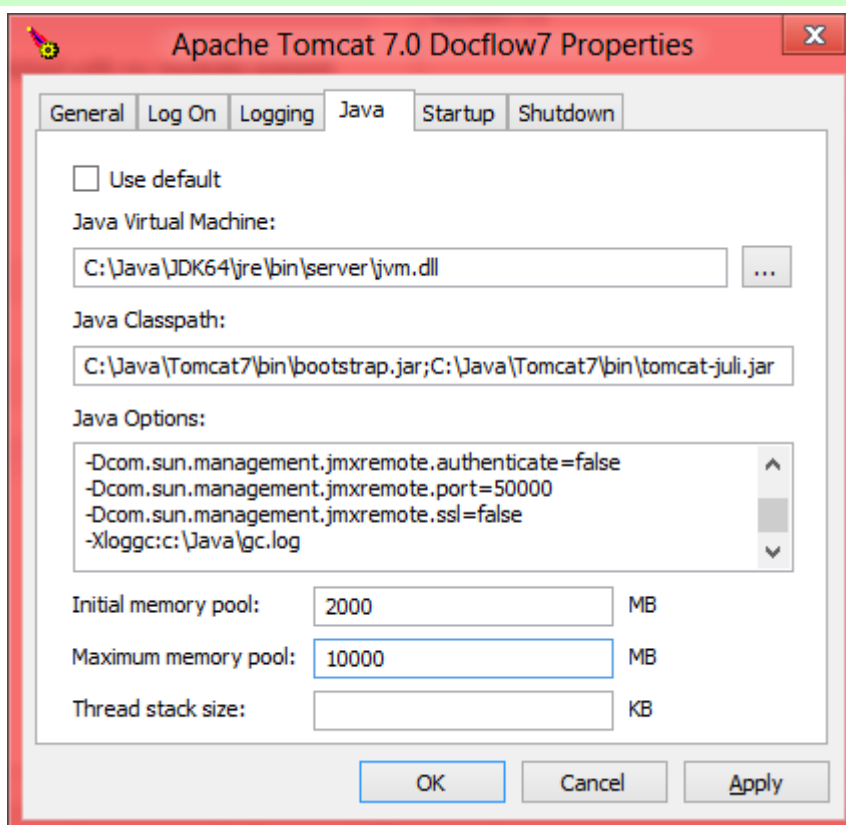 Apache Tomcat 7.0 Docflow7 Properties
x
General Log On Logging Java Startup Shutdown
Use default
Java Virtual Machine:
C:\Java\JDK64\jre\bin\server\jvm.dll ...
Java Classpath:
C:\Java\Tomcat7\bin\bootstrap.jar;C:\Java\Tomcat7\bin\tomcat-juli.jar
Java Options:
-Dcom.sun.management.jmxremote.authenticate=false
-Dcom.sun.management.jmxremote.port=50000
-Dcom.sun.management.jmxremote.ssl=false
-Xloggc:c:\Java\gc.log
Initial memory pool: 2000 MB
Maximum memory pool: 10000 MB
Thread stack size: KB
OK Cancel Apply